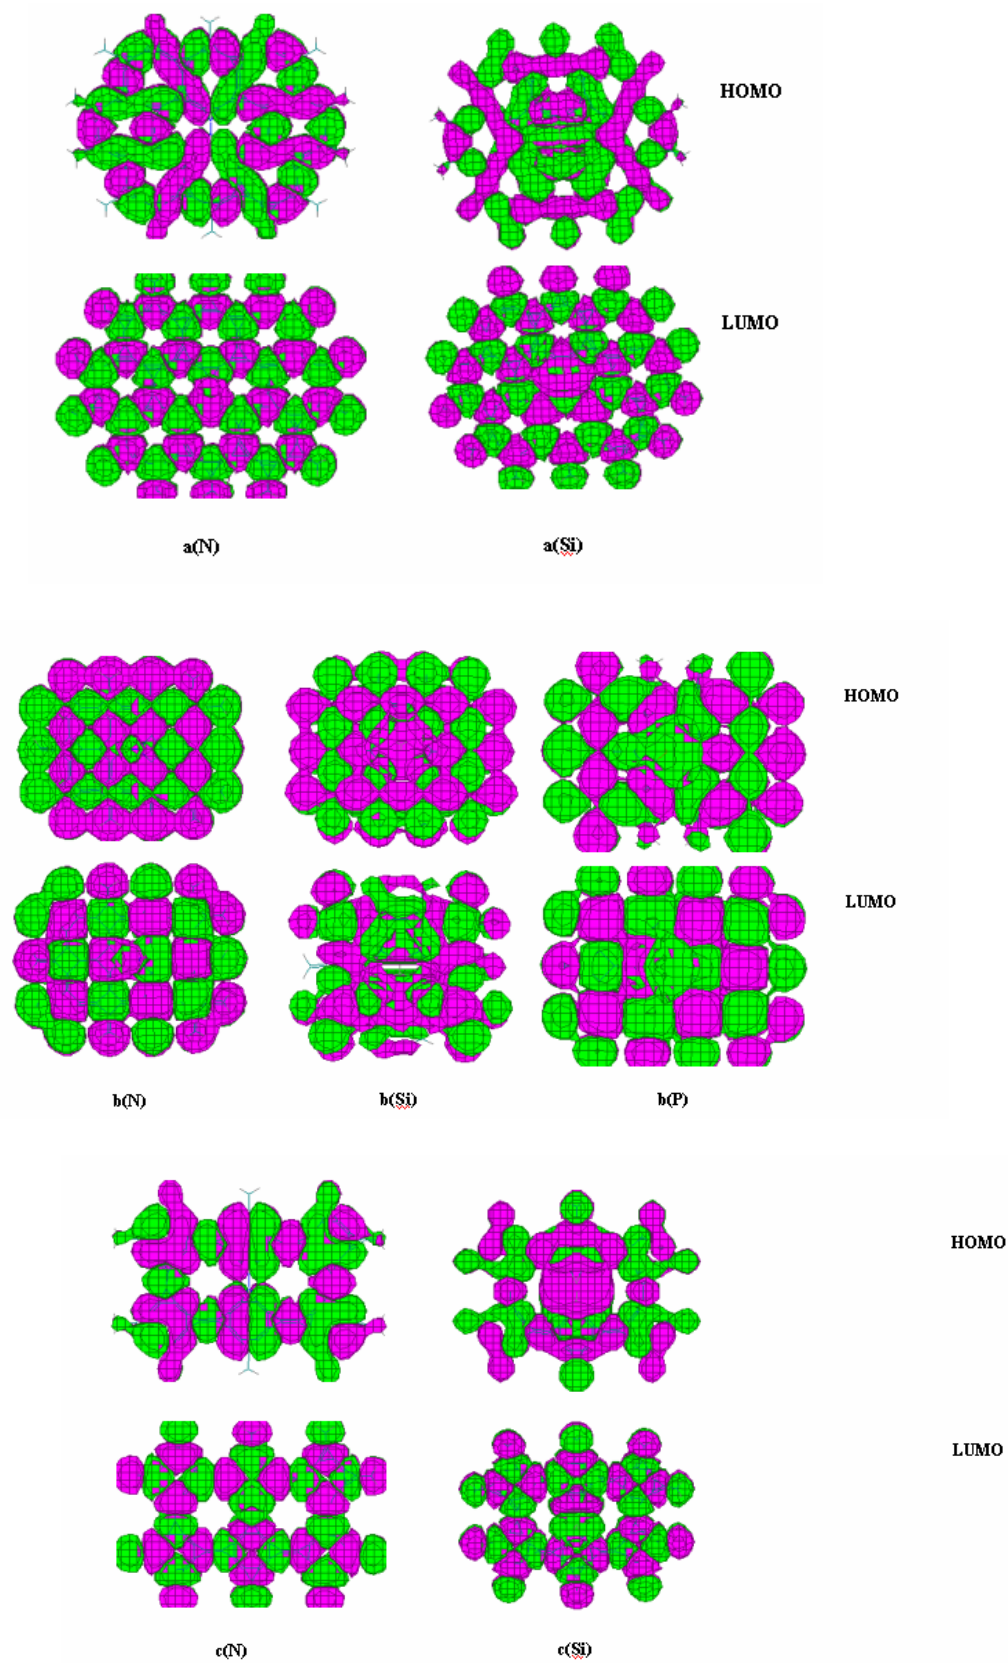 HOMO
LUMO
a(N) a(Si)
HOMO
LUMO
b(N) b(Si) b(P)
HOMO
LUMO
c(N) c(Si)